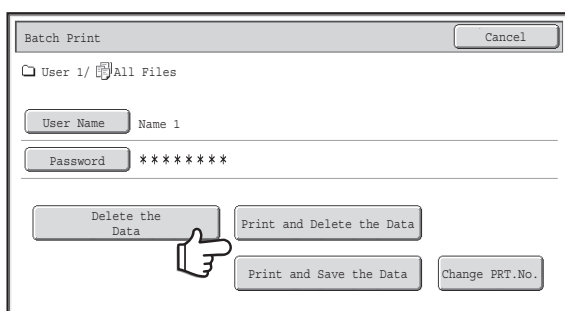 Batch Print
Cancel
User 1/ All Files
User Name
Name 1
Password
********
Delete the
Data
Print and Delete the Data
Print and Save the Data
Change PRT.No.